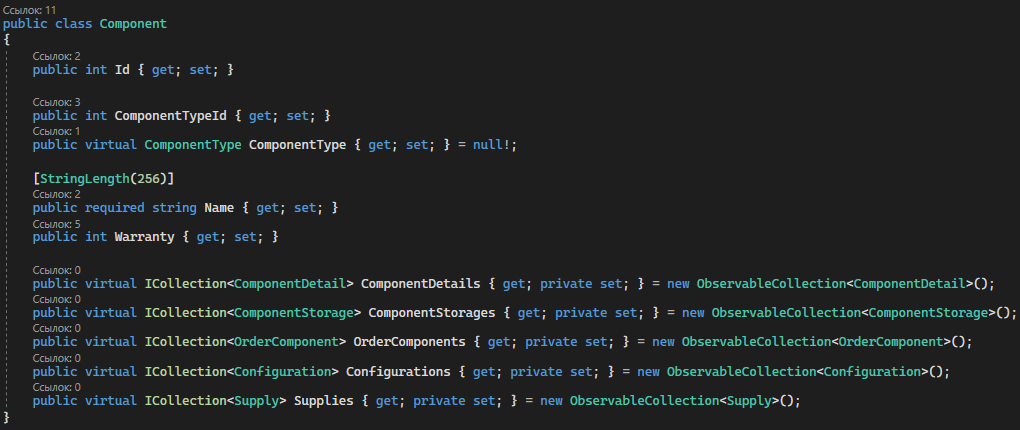 Ссылок: 11
public class Component
{
Ссылок: 2
public int Id { get; set; }
Ссылок: 3
public int ComponentTypeId { get; set; }
Ссылок: 1
public virtual ComponentType ComponentType { get; set; } = null!;
[StringLength(256)]
Ссылок: 2
public required string Name { get; set; }
Ссылок: 5
public int Warranty { get; set; }
Ссылок: 0
public virtual ICollection<ComponentDetail> ComponentDetails { get; private set; } = new ObservableCollection<ComponentDetail>();
Ссылок: 0
public virtual ICollection<ComponentStorage> ComponentStorages { get; private set; } = new ObservableCollection<ComponentStorage>();
Ссылок: 0
public virtual ICollection<OrderComponent> OrderComponents { get; private set; } = new ObservableCollection<OrderComponent>();
Ссылок: 0
public virtual ICollection<Configuration> Configurations { get; private set; } = new ObservableCollection<Configuration>();
Ссылок: 0
public virtual ICollection<Supply> Supplies { get; private set; } = new ObservableCollection<Supply>();
}